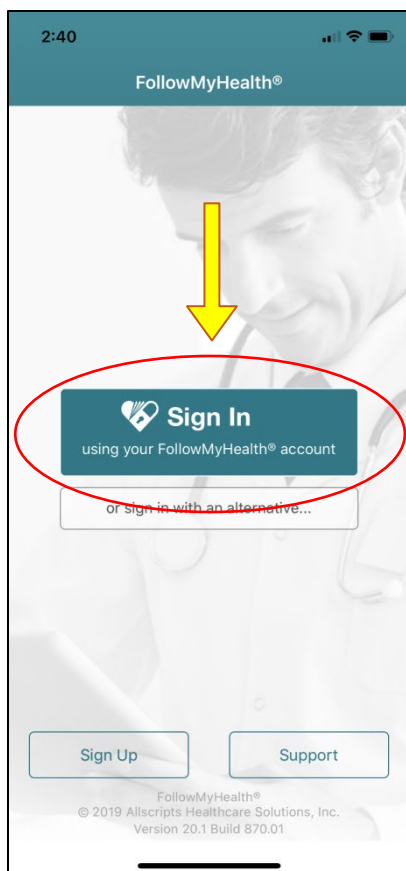 2:40
FollowMyHealth®
Sign In
using your FollowMyHealth® account
or sign in with an alternative...
Sign Up
Support
FollowMyHealth®
© 2019 Allscripts Healthcare Solutions, Inc.
Version 20.1 Build 870.01